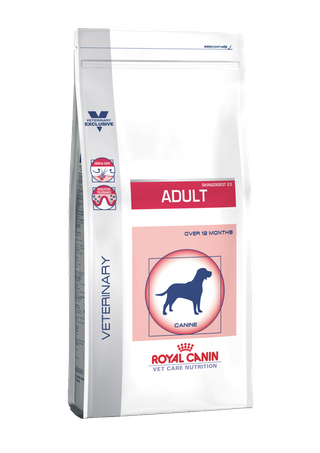 VETERINARY
EXCLUSIVE
SKIN&DIGEST 23
ADULT
OVER 12 MONTHS
CANINE
VETERINARY
ROYAL CANIN
VET CARE NUTRITION